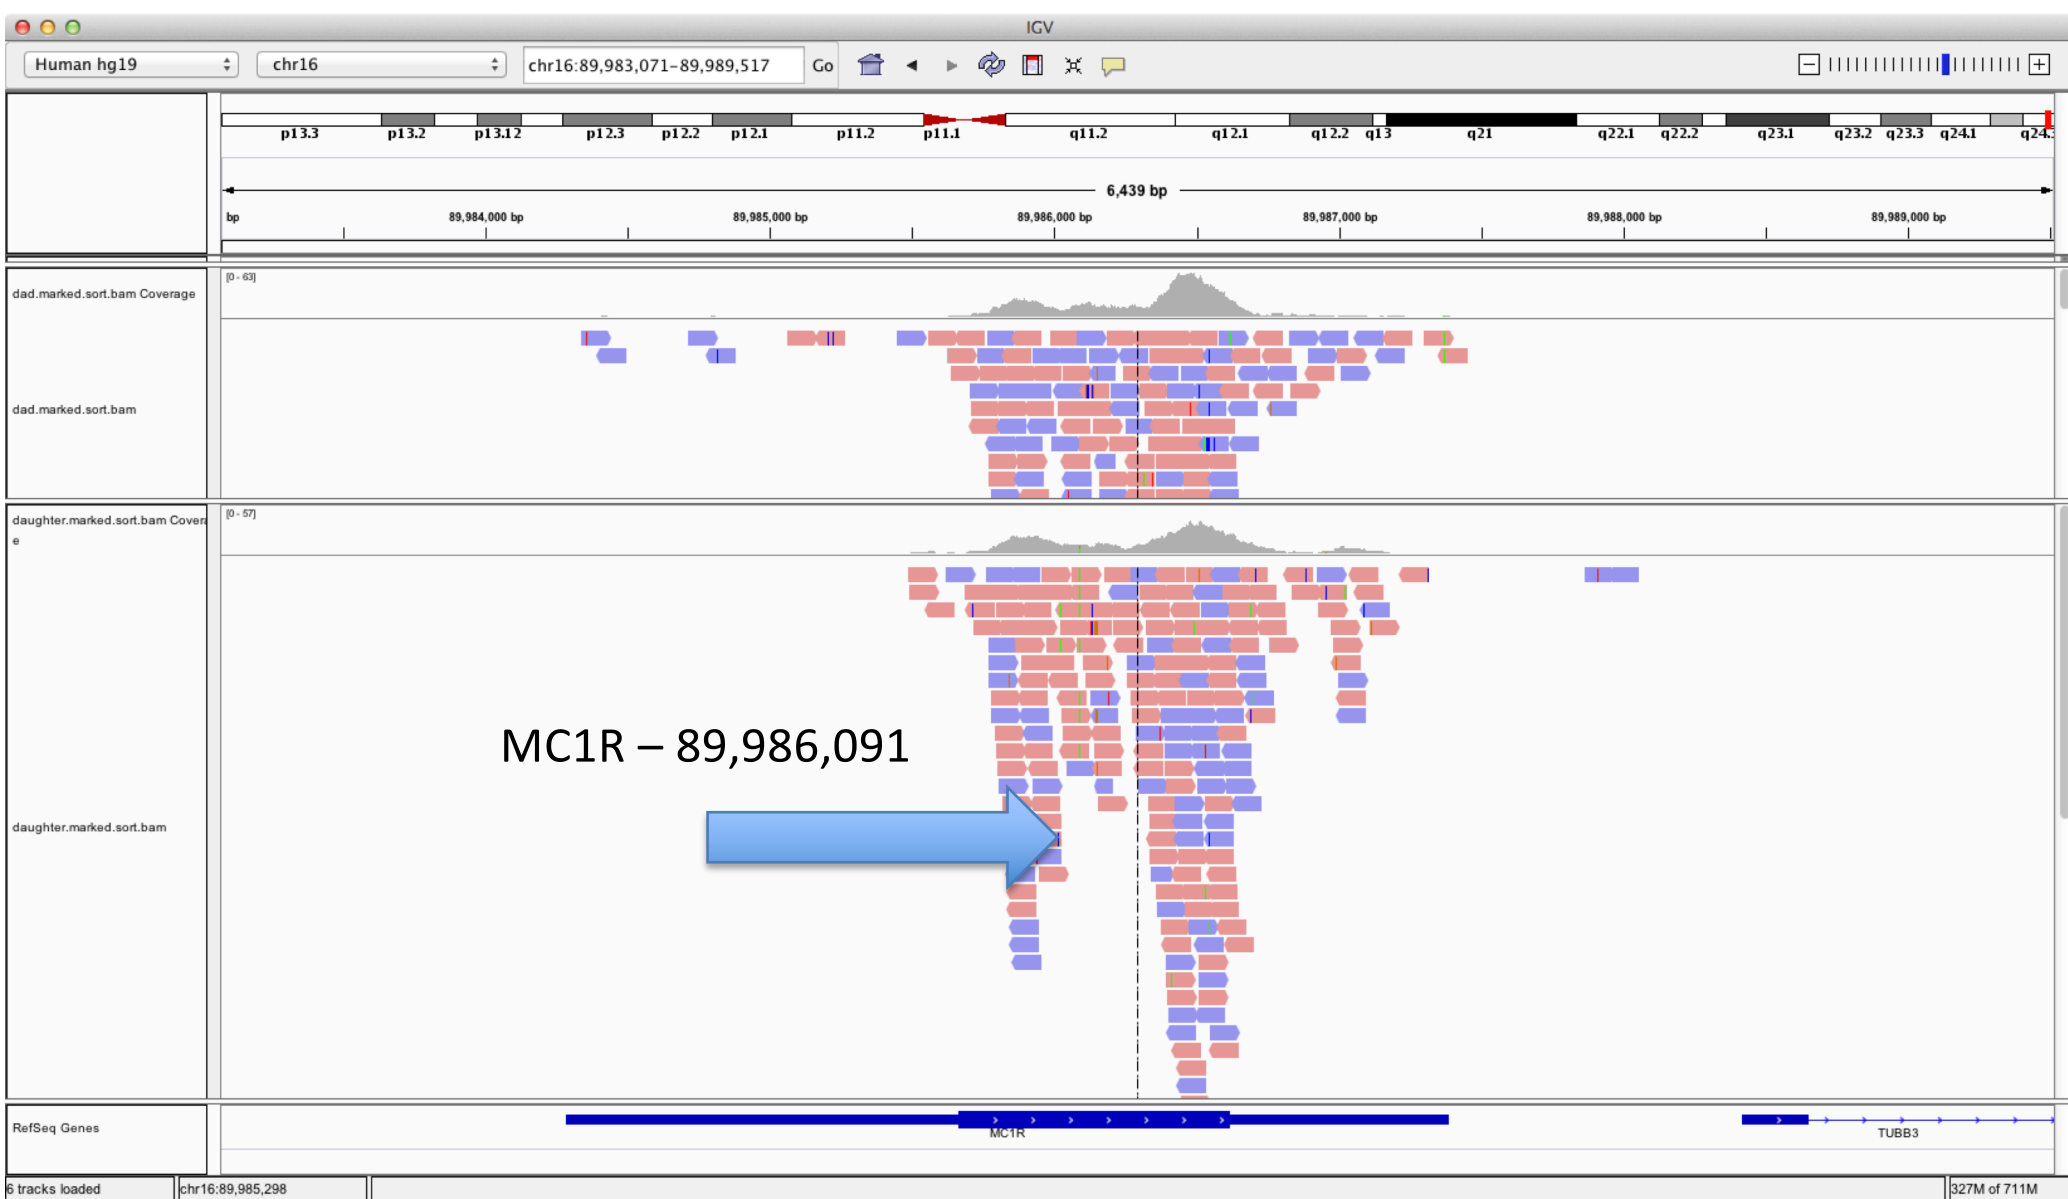 IGV
Human hg19 chr16 chr16:89,983,071-89,989,517 Go
p13.3 p13.2 p13.12 p12.3 p12.2 p12.1 p11.2 p11.1 q11.2 q12.1 q12.2 q13 q21 q22.1 q22.2 q23.1 q23.2 q23.3 q24.1 q24.
6,439 bp
bp 89,984,000 bp 89,985,000 bp 89,986,000 bp 89,987,000 bp 89,988,000 bp 89,989,000 bp
[0 - 63]
dad.marked.sort.bam Coverage
dad.marked.sort.bam
[0 - 57]
daughter.marked.sort.bam Covera
e
MC1R – 89,986,091
daughter.marked.sort.bam
RefSeq Genes
MC1R TUBB3
6 tracks loaded chr16:89,985,298 327M of 711M